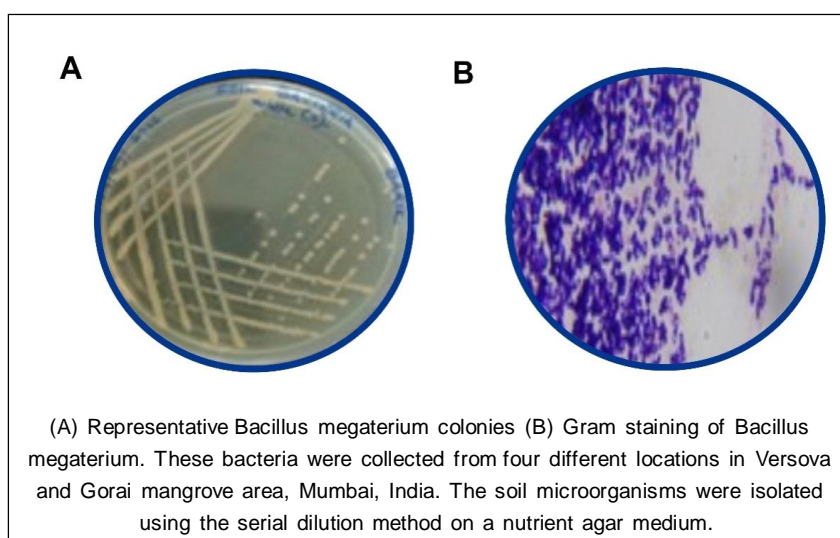 A
B
(A) Representative Bacillus megaterium colonies (B) Gram staining of Bacillus
megaterium. These bacteria were collected from four different locations in Versova
and Gorai mangrove area, Mumbai, India. The soil microorganisms were isolated
using the serial dilution method on a nutrient agar medium.